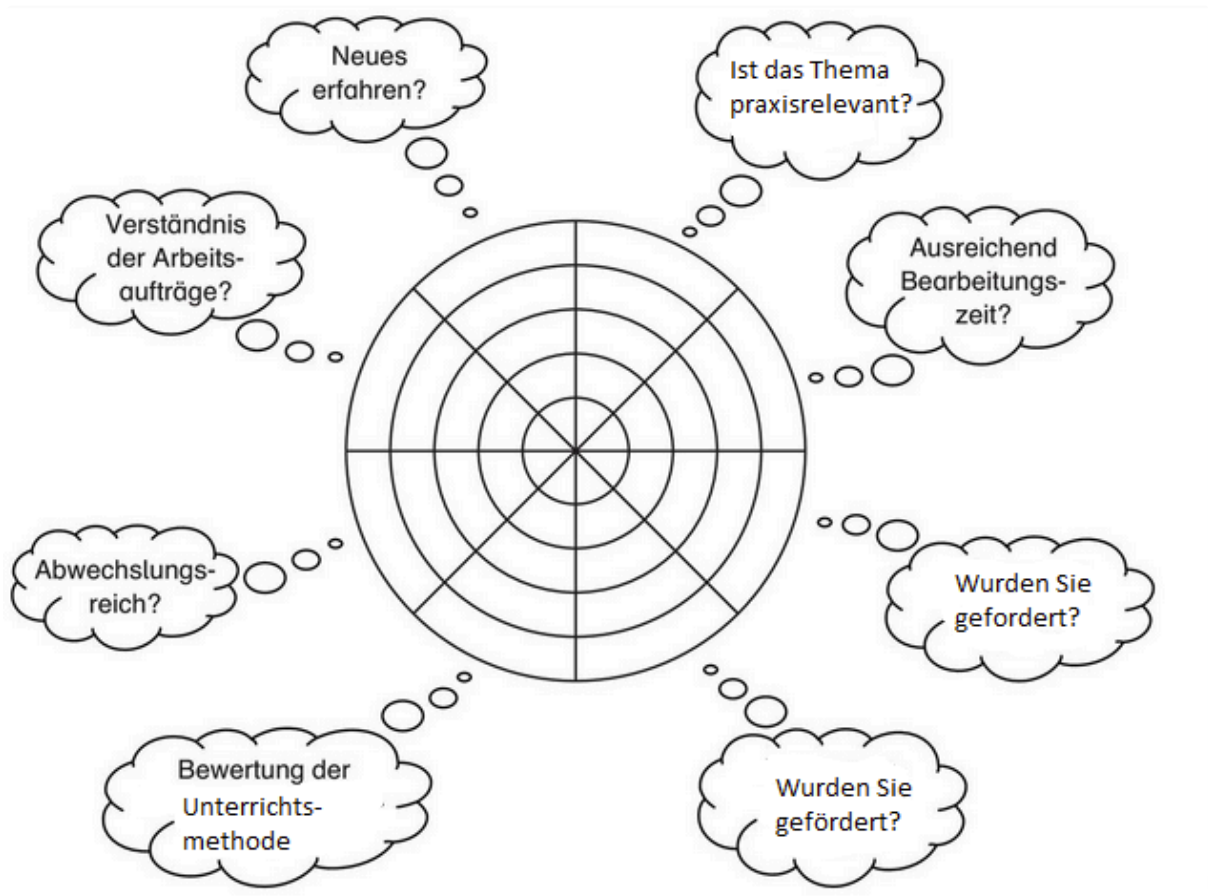 Neues
erfahren?
Ist das Thema
praxisrelevant?
Verständnis
der Arbeits-
aufträge?
Ausreichend
Bearbeitungs-
zeit?
Abwechslungs-
reich?
Wurden Sie
gefordert?
Bewertung der
Unterrichts-
methode
Wurden Sie
gefördert?